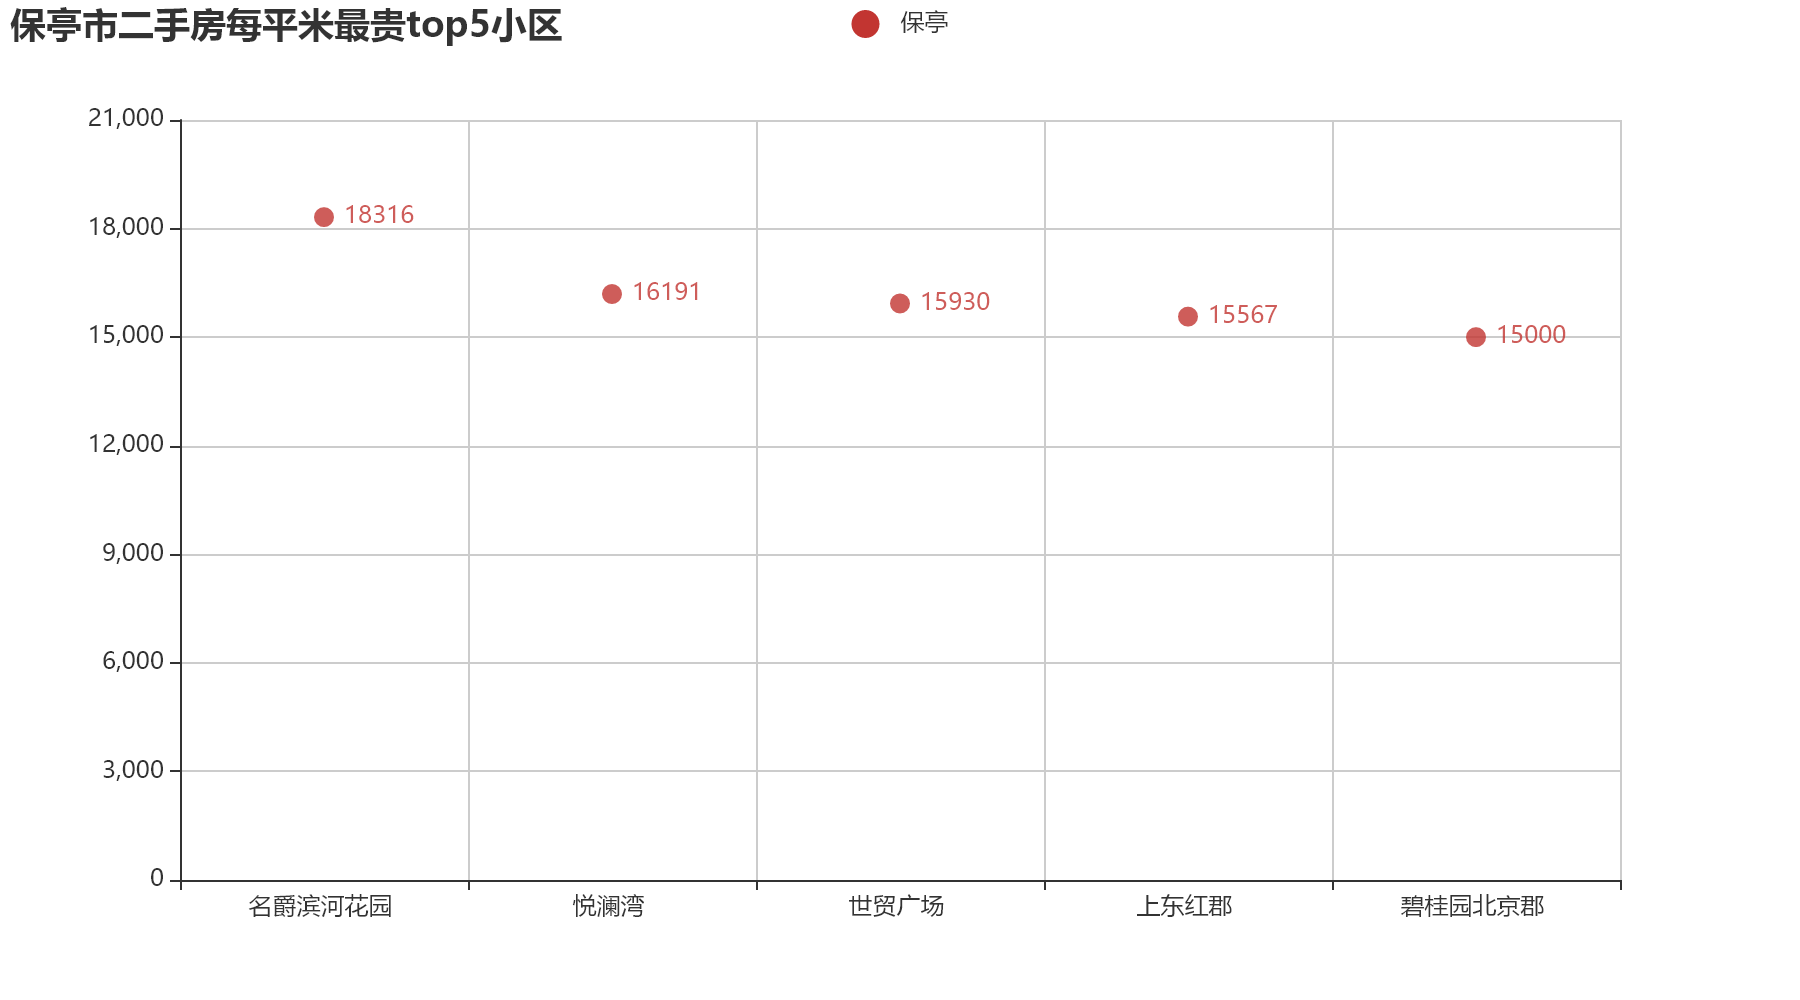 保亭市二手房每平米最贵top5小区
保亭
21,000
18,000
15,000
12,000
9,000
6,000
3,000
0
18316
16191
15930
15567
15000
名爵滨河花园
悦澜湾
世贸广场
上东红郡
碧桂园北京郡